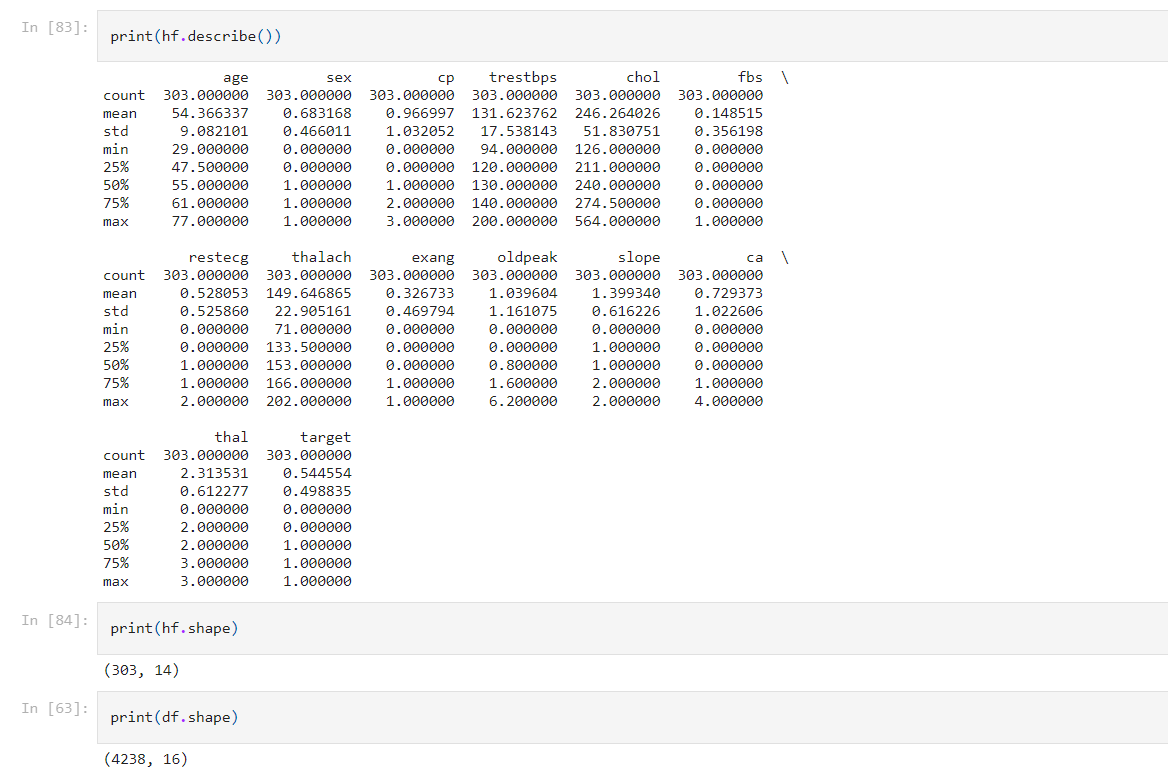 In [83]: print(hf.describe())
age sex cp trestbps chol fbs \
count 303.000000 303.000000 303.000000 303.000000 303.000000 303.000000
mean 54.366337 0.683168 0.966997 131.623762 246.264026 0.148515
std 9.082101 0.466011 1.032052 17.538143 51.830751 0.356198
min 29.000000 0.000000 0.000000 94.000000 126.000000 0.000000
25% 47.500000 0.000000 0.000000 120.000000 211.000000 0.000000
50% 55.000000 1.000000 1.000000 130.000000 240.000000 0.000000
75% 61.000000 1.000000 2.000000 140.000000 274.500000 0.000000
max 77.000000 1.000000 3.000000 200.000000 564.000000 1.000000
restecg thalach exang oldpeak slope ca \
count 303.000000 303.000000 303.000000 303.000000 303.000000 303.000000
mean 0.528053 149.646865 0.326733 1.039604 1.399340 0.729373
std 0.525860 22.905161 0.469794 1.161075 0.616226 1.022606
min 0.000000 71.000000 0.000000 0.000000 0.000000 0.000000
25% 0.000000 133.500000 0.000000 0.000000 1.000000 0.000000
50% 1.000000 153.000000 0.000000 0.800000 1.000000 0.000000
75% 1.000000 166.000000 1.000000 1.600000 2.000000 1.000000
max 2.000000 202.000000 1.000000 6.200000 2.000000 4.000000
thal target
count 303.000000 303.000000
mean 2.313531 0.544554
std 0.612277 0.498835
min 0.000000 0.000000
25% 2.000000 0.000000
50% 2.000000 1.000000
75% 3.000000 1.000000
max 3.000000 1.000000
In [84]: print(hf.shape)
(303, 14)
In [63]: print(df.shape)
(4238, 16)